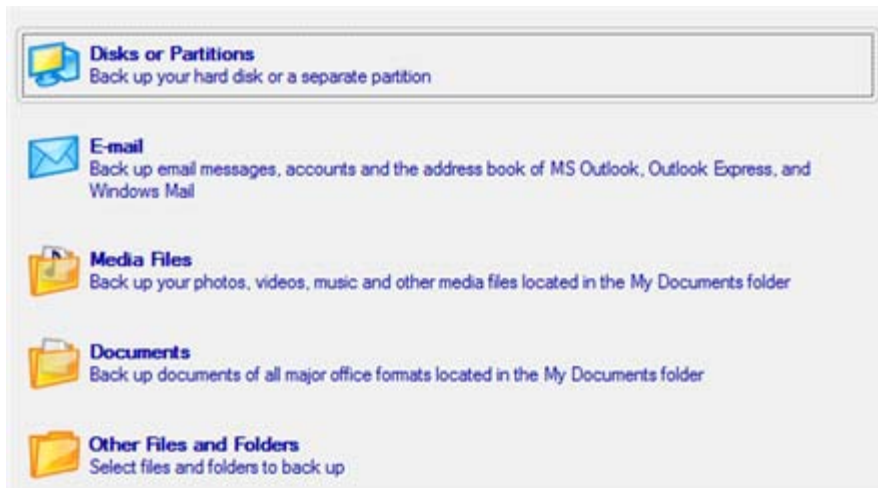 Disks or Partitions
Back up your hard disk or a separate partition
E-mail
Back up email messages, accounts and the address book of MS Outlook, Outlook Express, and
Windows Mail
Media Files
Back up your photos, videos, music and other media files located in the My Documents folder
Documents
Back up documents of all major office formats located in the My Documents folder
Other Files and Folders
Select files and folders to back up